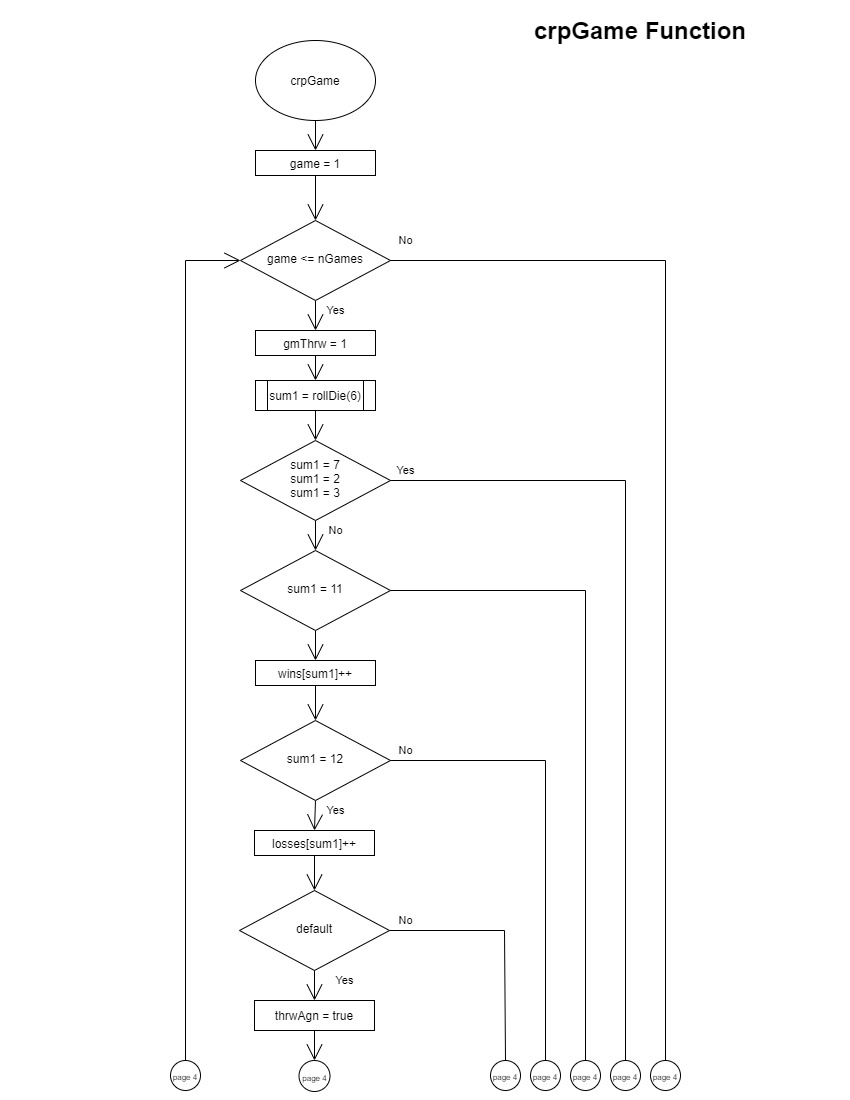 crpGame Function
crpGame
game = 1
No
game <= nGames
Yes
gmThrw = 1
sum1 = rollDie(6)
sum1 = 7
sum1 = 2
sum1 = 3
Yes
No
sum1 = 11
wins[sum1]++
No
sum1 = 12
Yes
losses[sum1]++
No
default
Yes
thrwAgn = true
page 4
page 4
page 4
page 4
page 4
page 4
page 4